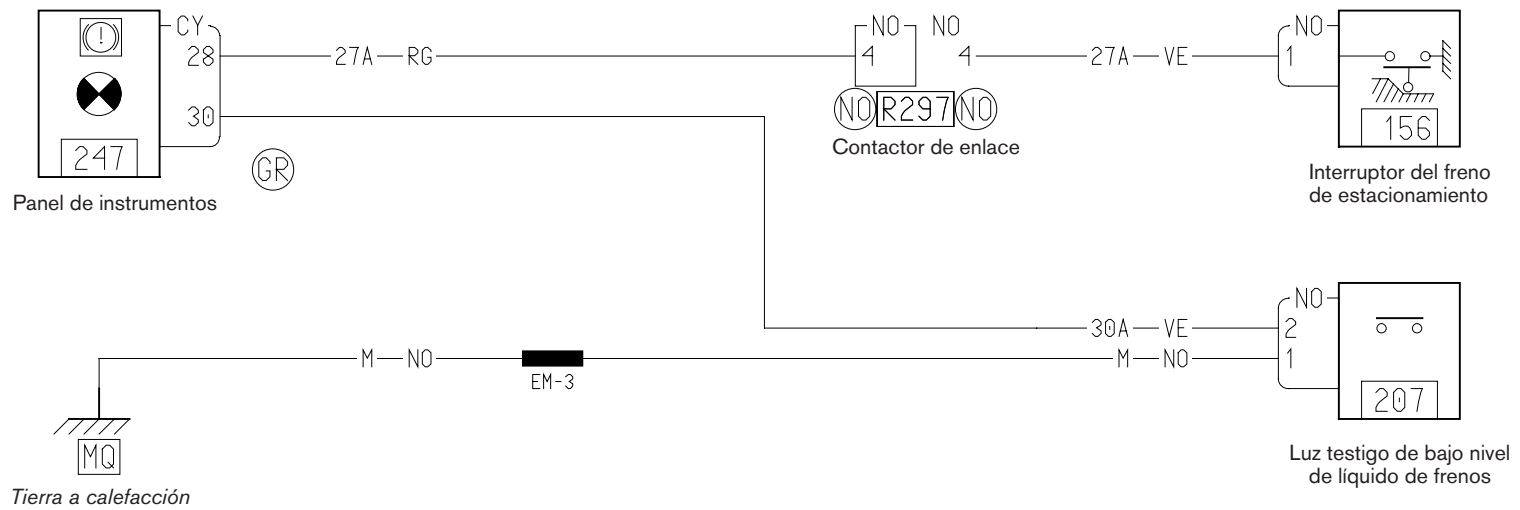 CY
28
27A RG
NO
4
NO
4
27A VE
NO
1
30
247
GR
Panel de instrumentos
NO R297 NO
Contactor de enlace
156
Interruptor del freno
de estacionamiento
NO
30A VE
2
M NO
EM-3
M NO
1
207
MQ
Tierra a calefacción
Luz testigo de bajo nivel
de líquido de frenos